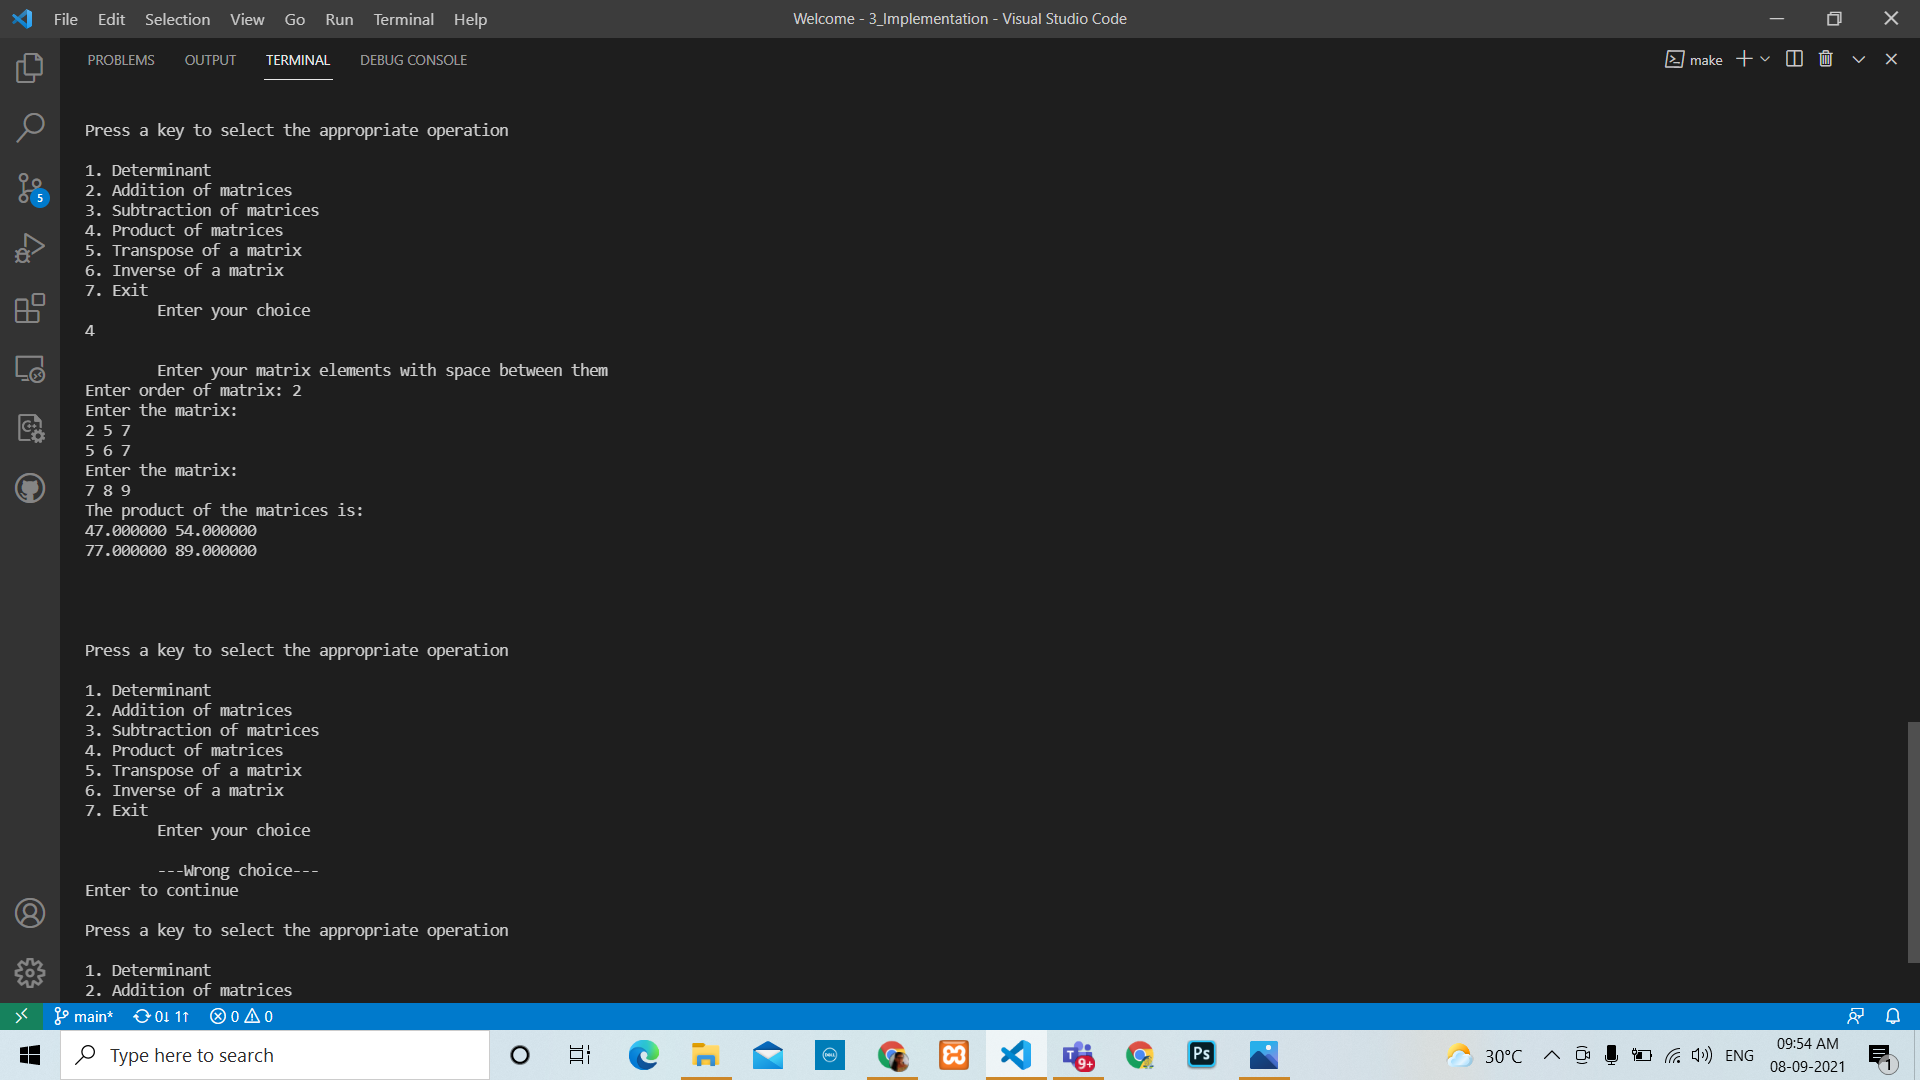 File Edit Selection View Go Run Terminal Help
Welcome - 3_Implementation - Visual Studio Code
PROBLEMS OUTPUT TERMINAL DEBUG CONSOLE
make
Press a key to select the appropriate operation
1. Determinant
2. Addition of matrices
3. Subtraction of matrices
4. Product of matrices
5. Transpose of a matrix
6. Inverse of a matrix
7. Exit
Enter your choice
4
Enter your matrix elements with space between them
Enter order of matrix: 2
Enter the matrix:
2 5 7
5 6 7
Enter the matrix:
7 8 9
The product of the matrices is:
47.000000 54.000000
77.000000 89.000000
Press a key to select the appropriate operation
1. Determinant
2. Addition of matrices
3. Subtraction of matrices
4. Product of matrices
5. Transpose of a matrix
6. Inverse of a matrix
7. Exit
Enter your choice
---Wrong choice---
Enter to continue
Press a key to select the appropriate operation
1. Determinant
2. Addition of matrices
5
main* 0↓ 1↑ 0 0
Type here to search
DELL
T 9+
Ps
30°C
ENG
09:54 AM
08-09-2021
1